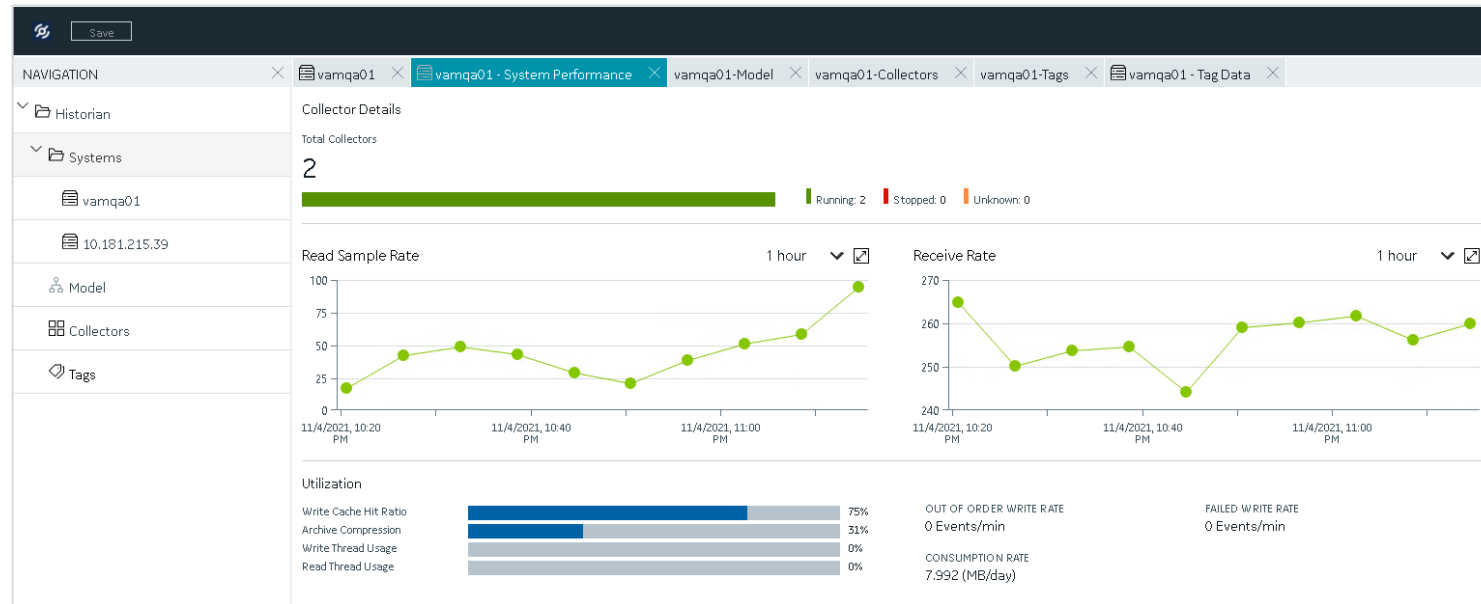 Save
NAVIGATION
vamqa01
vamqa01 - System Performance
vamqa01-Model
vamqa01-Collectors
vamqa01-Tags
vamqa01 - Tag Data
Historian
Systems
vamqa01
10.181.215.39
Model
Collectors
Tags
Collector Details
Total Collectors
2
Running: 2
Stopped: 0
Unknown: 0
Read Sample Rate
1 hour
100
75
50
25
0
11/4/2021, 10:20
PM
11/4/2021, 10:40
PM
11/4/2021, 11:00
PM
Receive Rate
1 hour
270
260
250
240
11/4/2021, 10:20
PM
11/4/2021, 10:40
PM
11/4/2021, 11:00
PM
Utilization
Write Cache Hit Ratio 75%
Archive Compression 31%
Write Thread Usage 0%
Read Thread Usage 0%
OUT OF ORDER WRITE RATE
0 Events/min
FAILED WRITE RATE
0 Events/min
CONSUMPTION RATE
7.992 (MB/day)